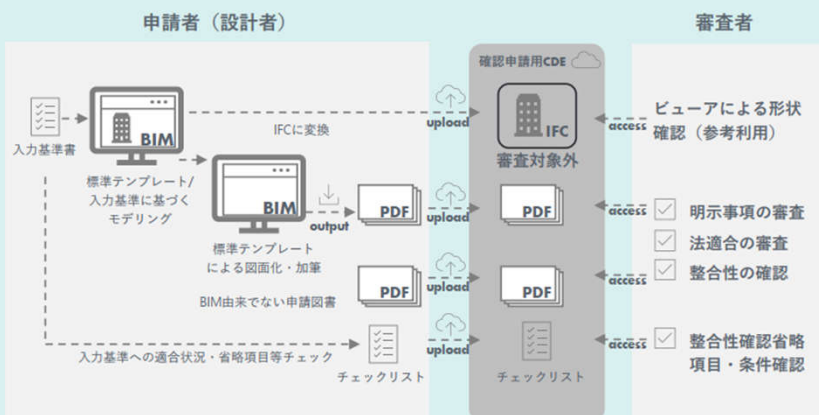 申請者（設計者）
審査者
確認申請用CDE
入力基準書
BIM
標準テンプレート/
入力基準に基づく
モデリング
IFCに変換
upload
IFC
審査対象外
access
ビューアによる形状
確認（参考利用）
BIM
標準テンプレート
による図面化・加筆
output
PDF
upload
PDF
access
明示事項の審査
法適合の審査
整合性の確認
BIM由来でない申請図書
PDF
upload
PDF
access
入力基準への適合状況・省略項目等チェック
チェックリスト
upload
チェックリスト
access
整合性確認省略
項目・条件確認